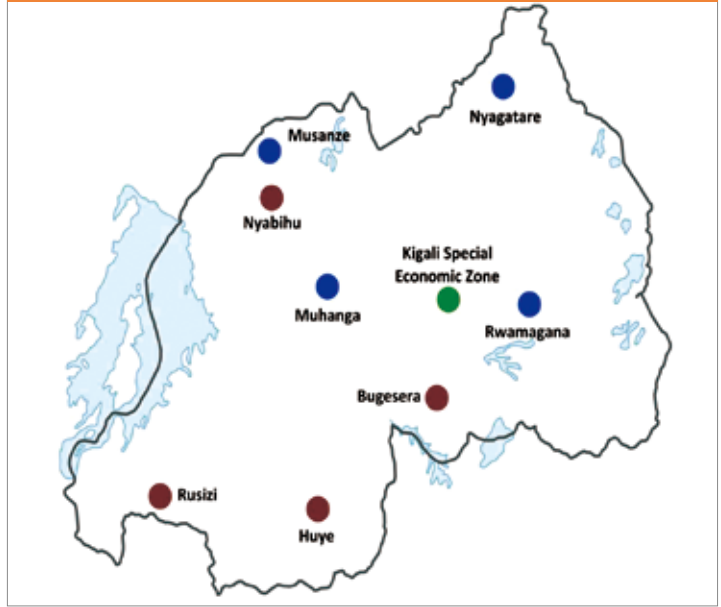 Nyagatare
Musanze
Nyabihu
Kigali Special
Economic Zone
Muhanga
Rwamagana
Bugesera
Rusizi
Huye